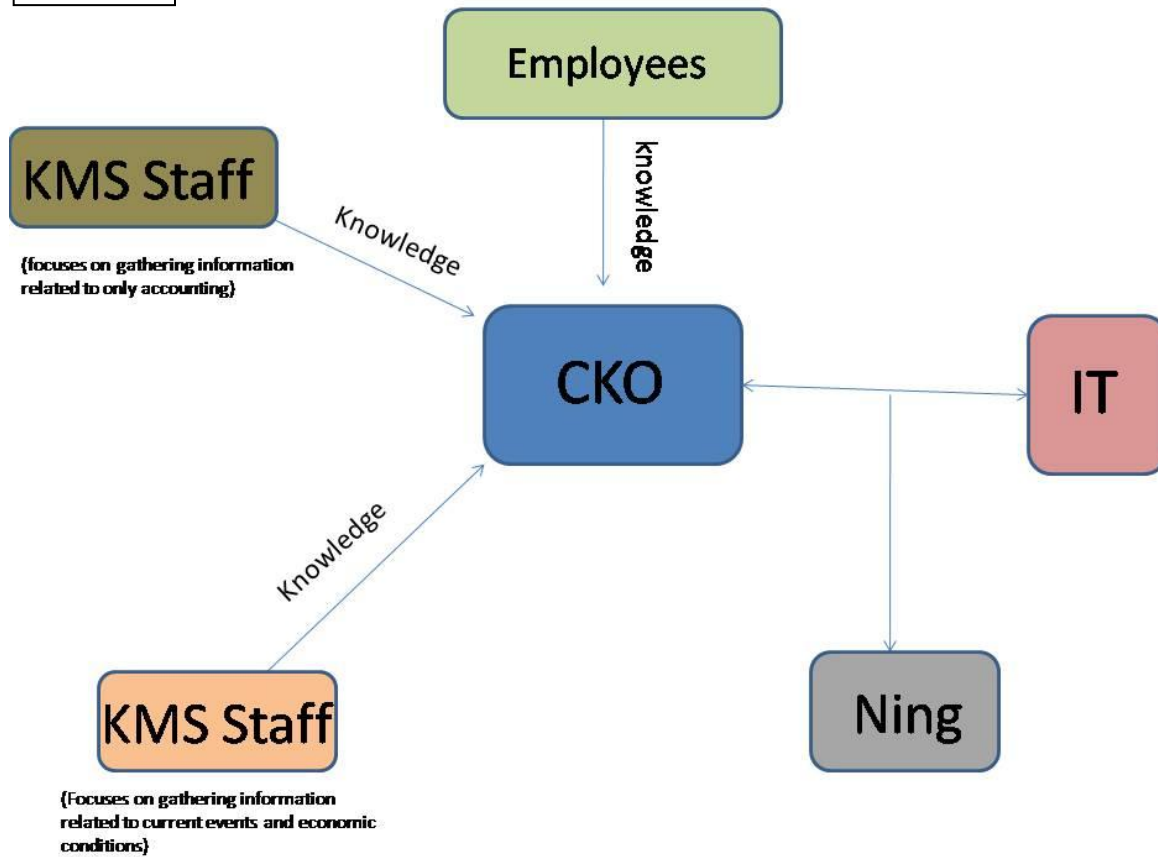 Employees
knowledge
KMS Staff
Knowledge
(focuses on gathering information
related to only accounting)
CKO
IT
Knowledge
KMS Staff
Ning
(Focuses on gathering information
related to current events and economic
conditions)